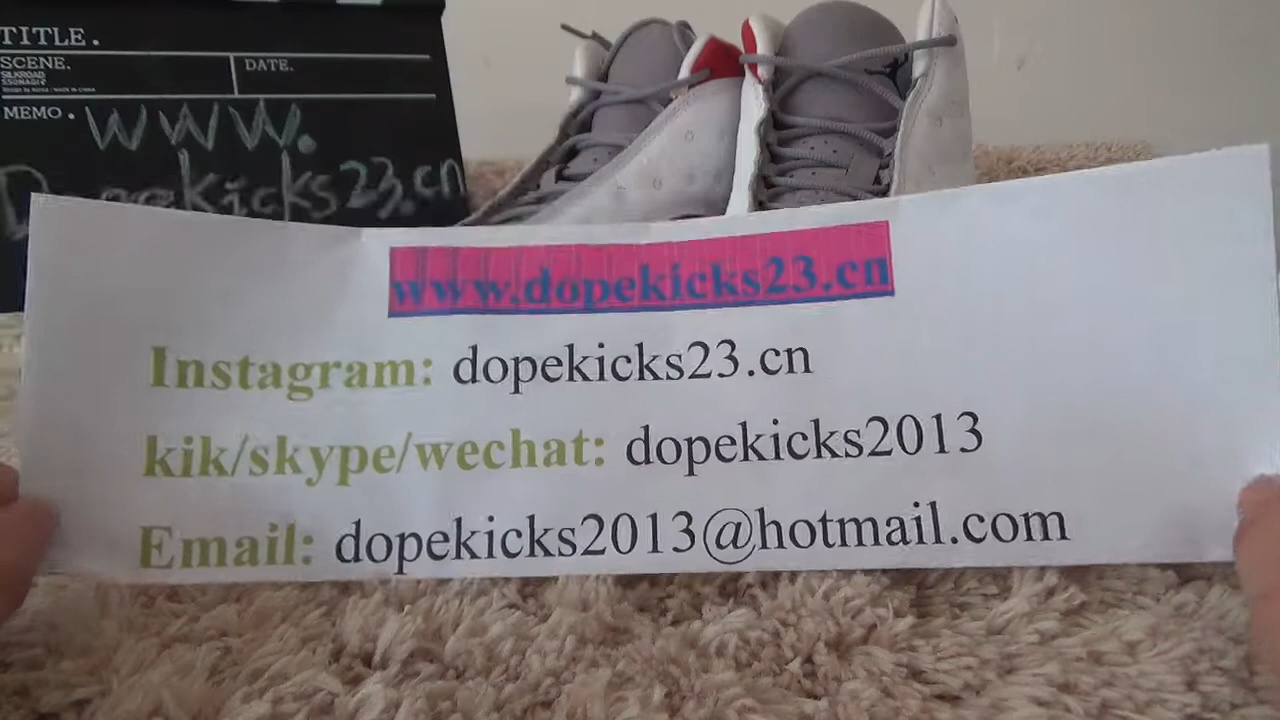 TITLE.
SCENE.
DATE.
SILKROAD
MEMO.
www.
Dopekicks23.cn
www.dopekicks23.cn
Instagram: dopekicks23.cn
kik/skype/wechat: dopekicks2013
Email: dopekicks2013@hotmail.com